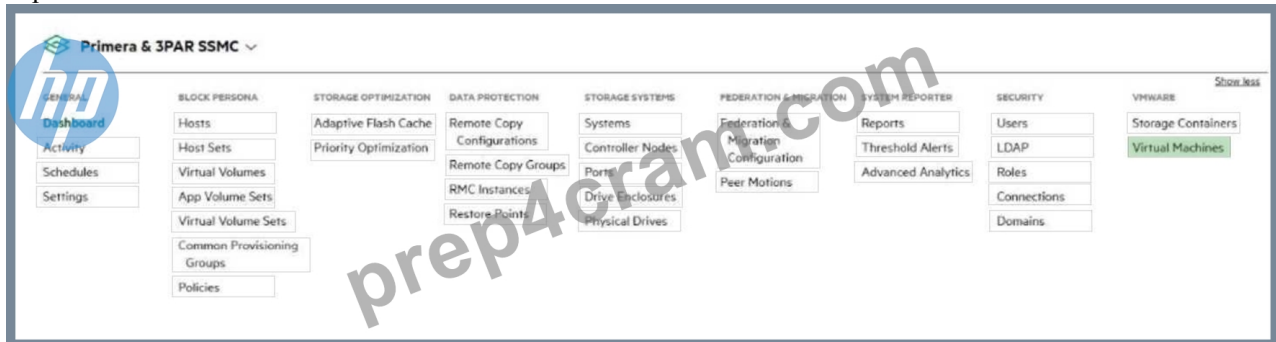 Primera & 3PAR SSMC
Show less
GENERAL
Dashboard
Activity
Schedules
Settings
BLOCK PERSONA
Hosts
Host Sets
Virtual Volumes
App Volume Sets
Virtual Volume Sets
Common Provisioning
Groups
Policies
STORAGE OPTIMIZATION
Adaptive Flash Cache
Priority Optimization
DATA PROTECTION
Remote Copy
Configurations
Remote Copy Groups
RMC Instances
Restore Points
STORAGE SYSTEMS
Systems
Controller Nodes
Ports
Drive Enclosures
Physical Drives
FEDERATION & MIGRATION
Federation &
Migration
Configuration
Peer Motions
SYSTEM REPORTER
Reports
Threshold Alerts
Advanced Analytics
SECURITY
Users
LDAP
Roles
Connections
Domains
VMWARE
Storage Containers
Virtual Machines
hp
prep4cram.com